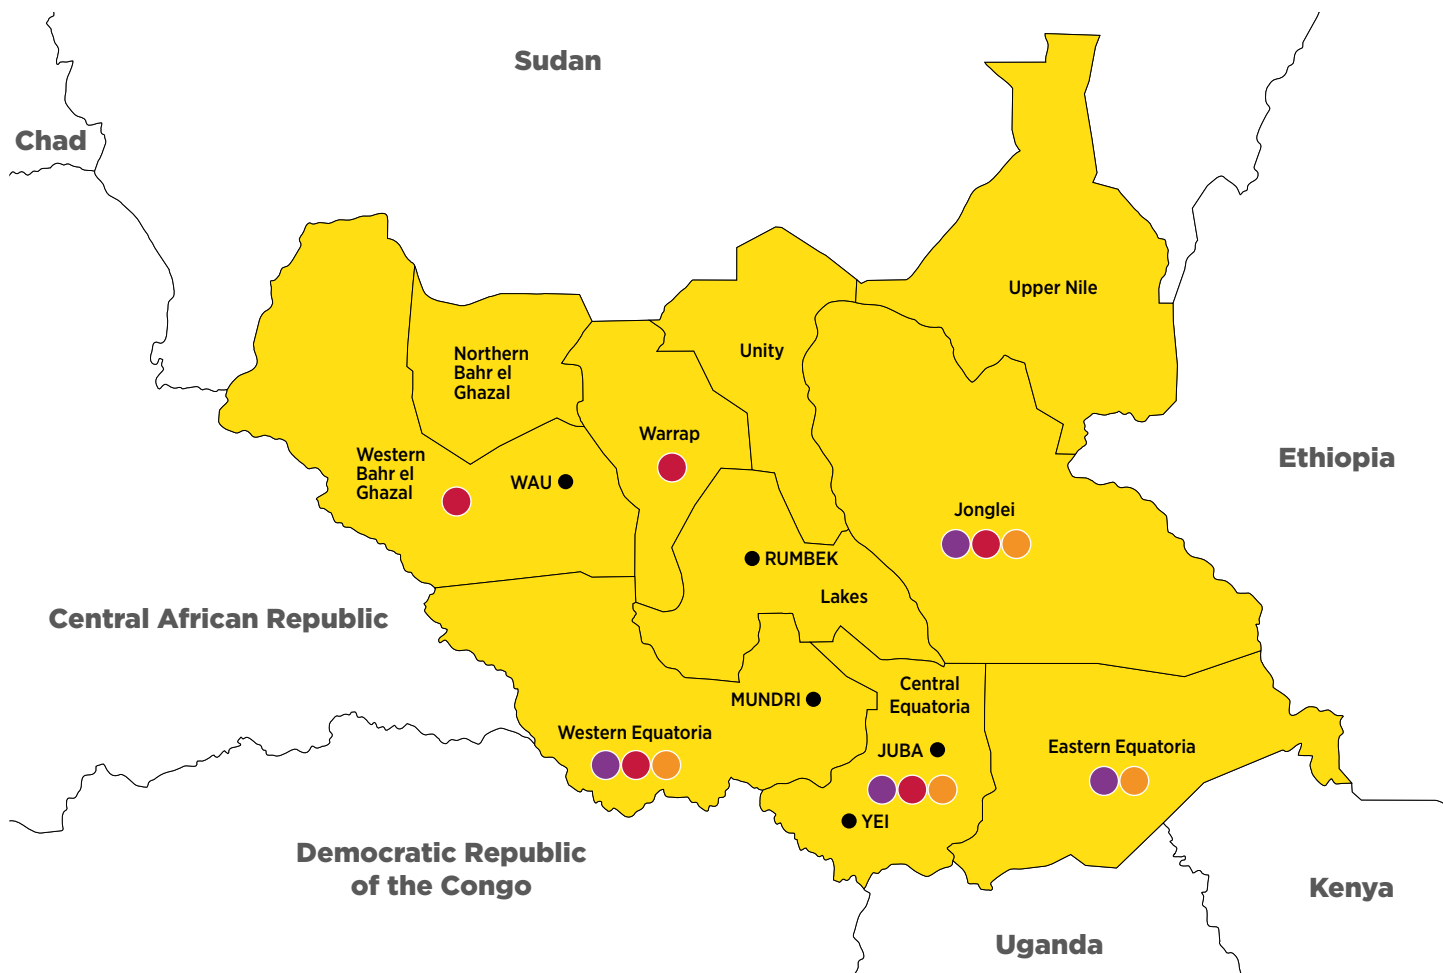 Sudan
Chad
Upper Nile
Northern
Bahr el
Ghazal
Unity
Warrap
Western
Bahr el
Ghazal
WAU
Ethiopia
Jonglei
RUMBEK
Lakes
Central African Republic
Central
Equatoria
MUNDRI
Western Equatoria
JUBA
Eastern Equatoria
YEI
Democratic Republic
of the Congo
Kenya
Uganda